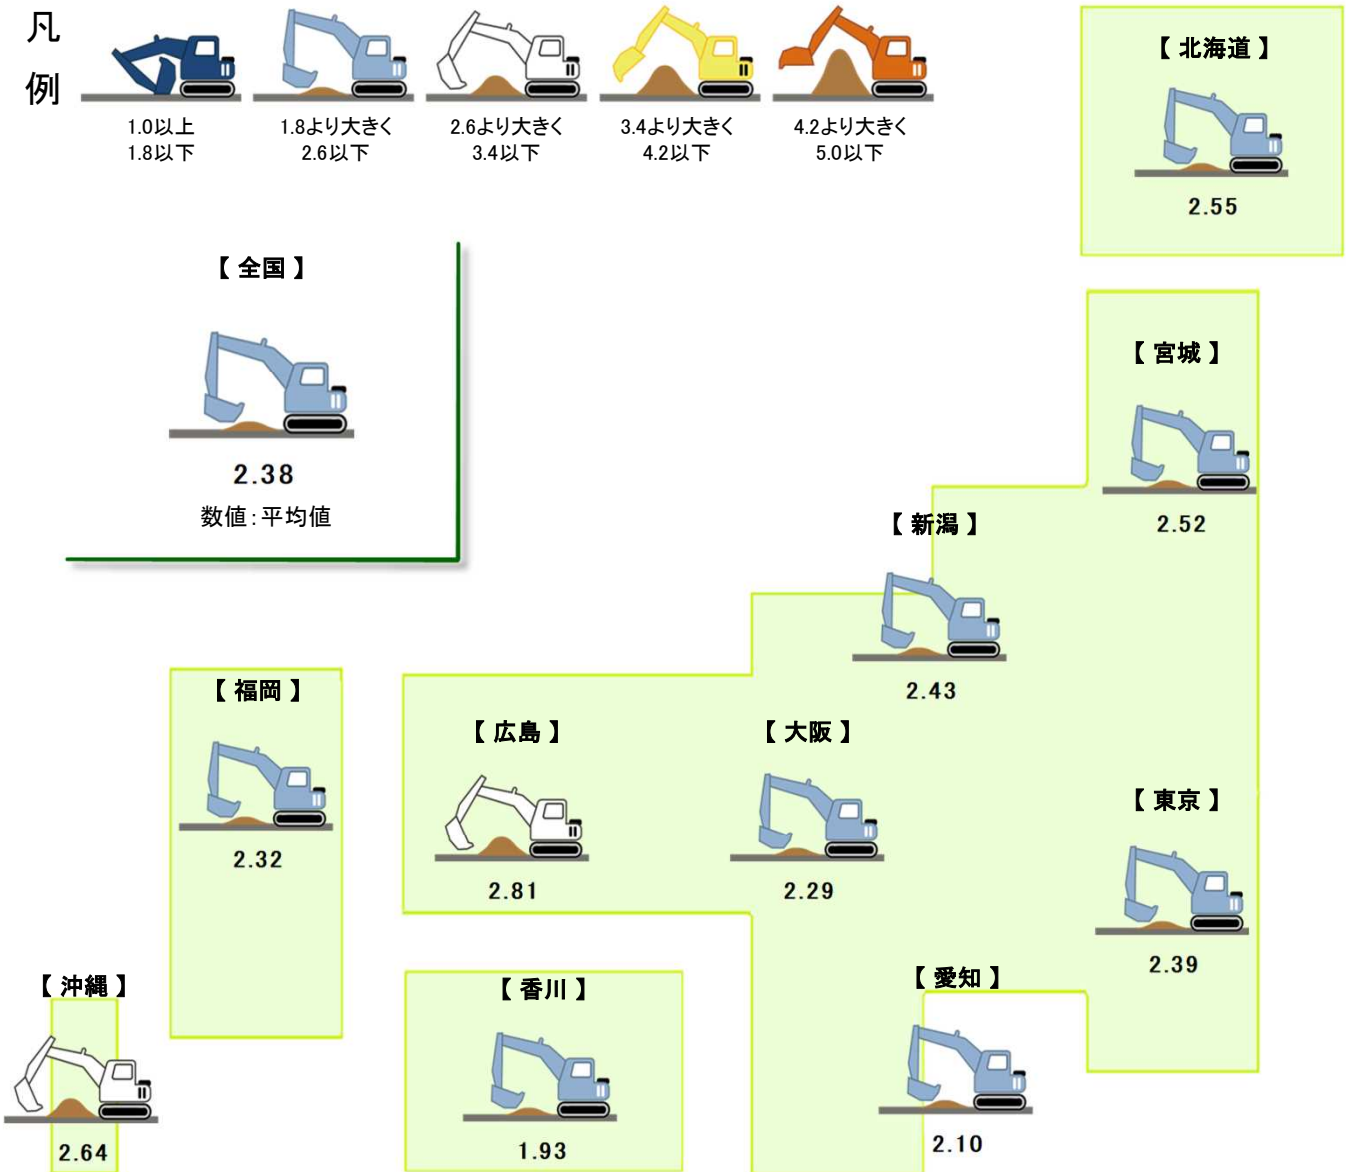 凡
例
1.0以上
1.8以下
1.8より大きく
2.6以下
2.6より大きく
3.4以下
3.4より大きく
4.2以下
4.2より大きく
5.0以下
【 北海道 】
2.55
【 全国 】
2.38
数値：平均値
【 宮城 】
2.52
【 新潟 】
2.43
【 福岡 】
2.32
【 広島 】
2.81
【 大阪 】
2.29
【 東京 】
2.39
【 沖縄 】
2.64
【 香川 】
1.93
【 愛知 】
2.10